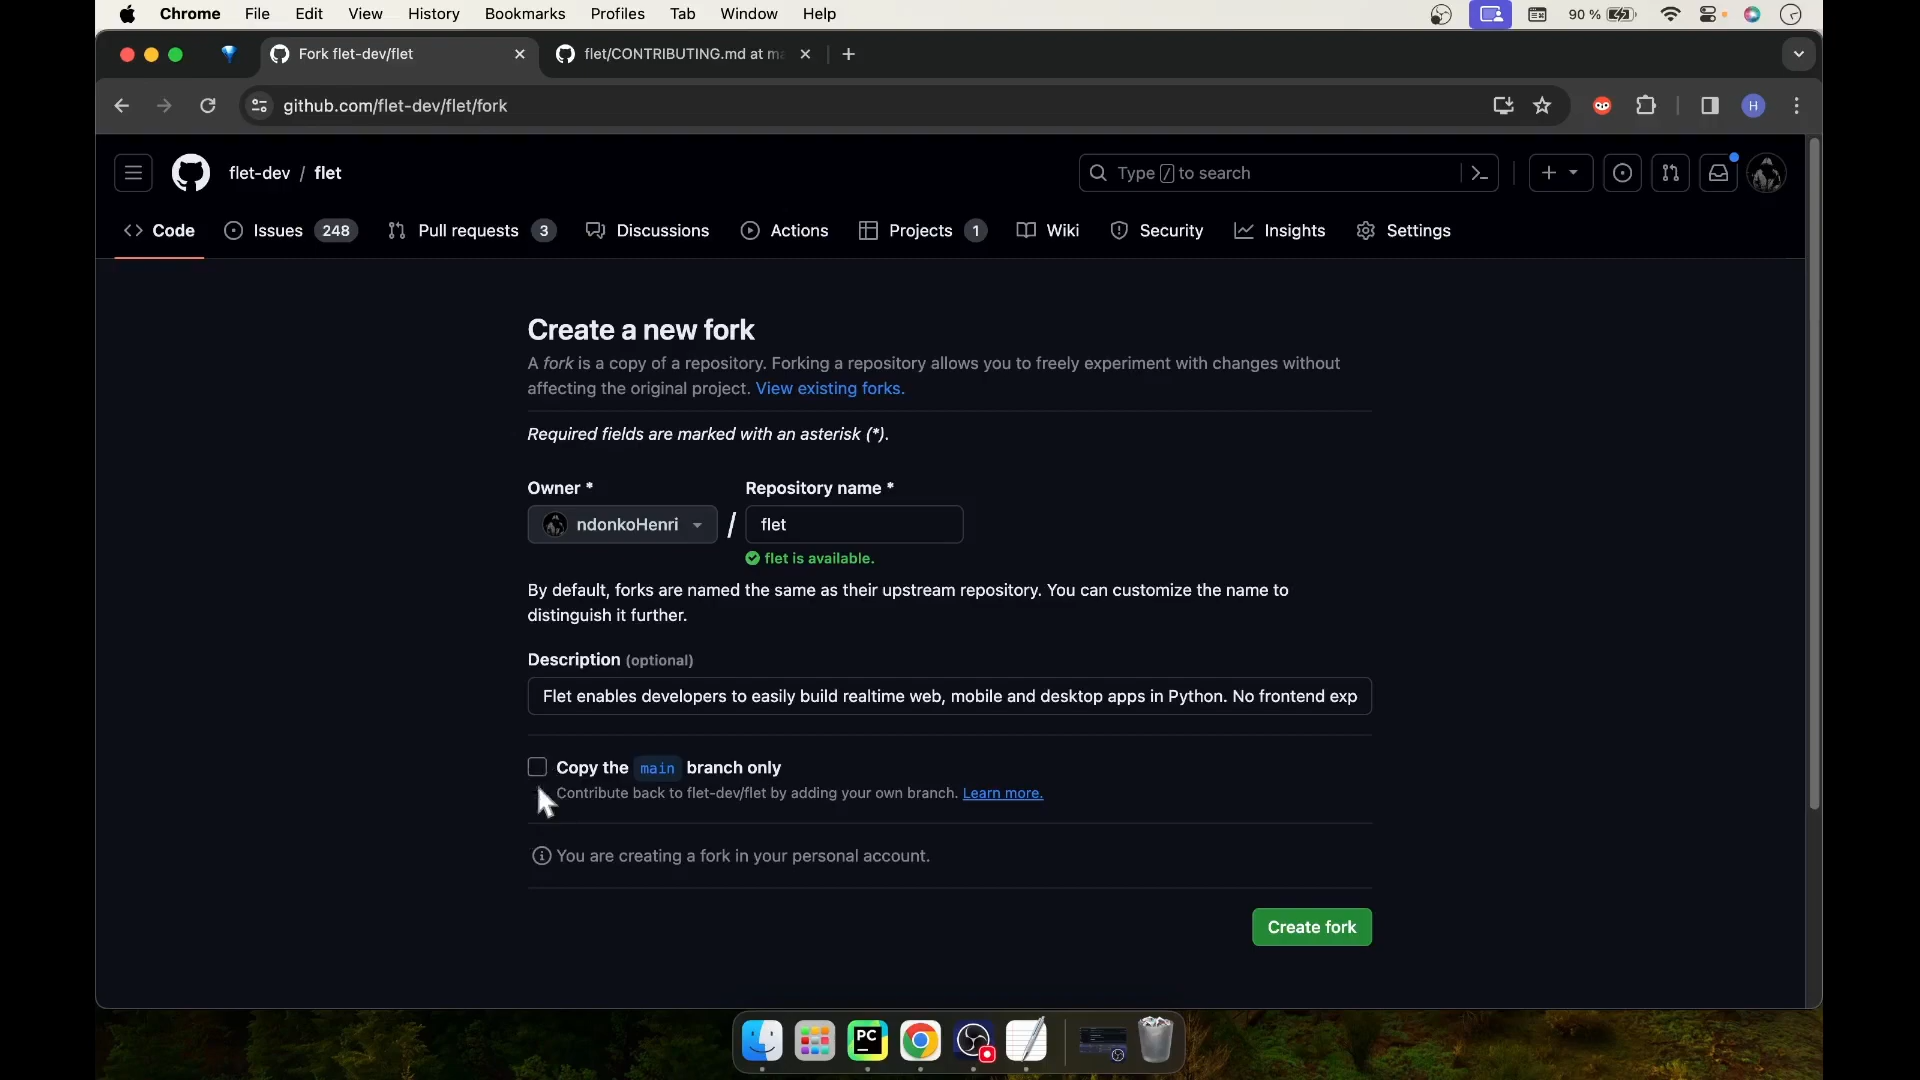 Chrome File Edit View History Bookmarks Profiles Tab Window Help 90 %
Fork flet-dev/flet flet/CONTRIBUTING.md at ma
github.com/flet-dev/flet/fork H
flet-dev / flet Type / to search
Code Issues 248 Pull requests 3 Discussions Actions Projects 1 Wiki Security Insights Settings
Create a new fork
A fork is a copy of a repository. Forking a repository allows you to freely experiment with changes without
affecting the original project. View existing forks.
Required fields are marked with an asterisk (*).
Owner * Repository name *
ndonkoHenri / flet
flet is available.
By default, forks are named the same as their upstream repository. You can customize the name to
distinguish it further.
Description (optional)
Flet enables developers to easily build realtime web, mobile and desktop apps in Python. No frontend exp
Copy the main branch only
Contribute back to flet-dev/flet by adding your own branch. Learn more.
You are creating a fork in your personal account.
Create fork
PC